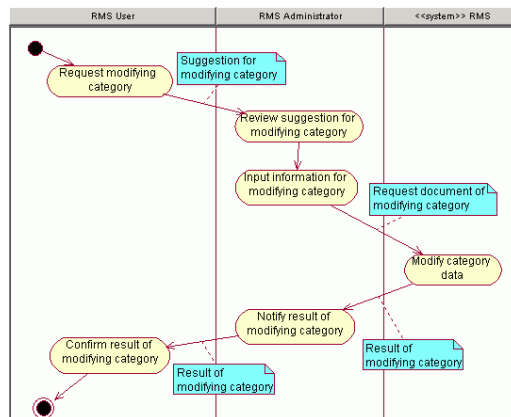 RMS User
RMS Administrator
<<system>> RMS
Suggestion for
modifying category
Request modifying
category
Review suggestion for
modifying category
Input information for
modifying category
Request document of
modifying category
Modify category
data
Notify result of
modifying category
Confirm result of
modifying category
Result of
modifying category
Result of
modifying category